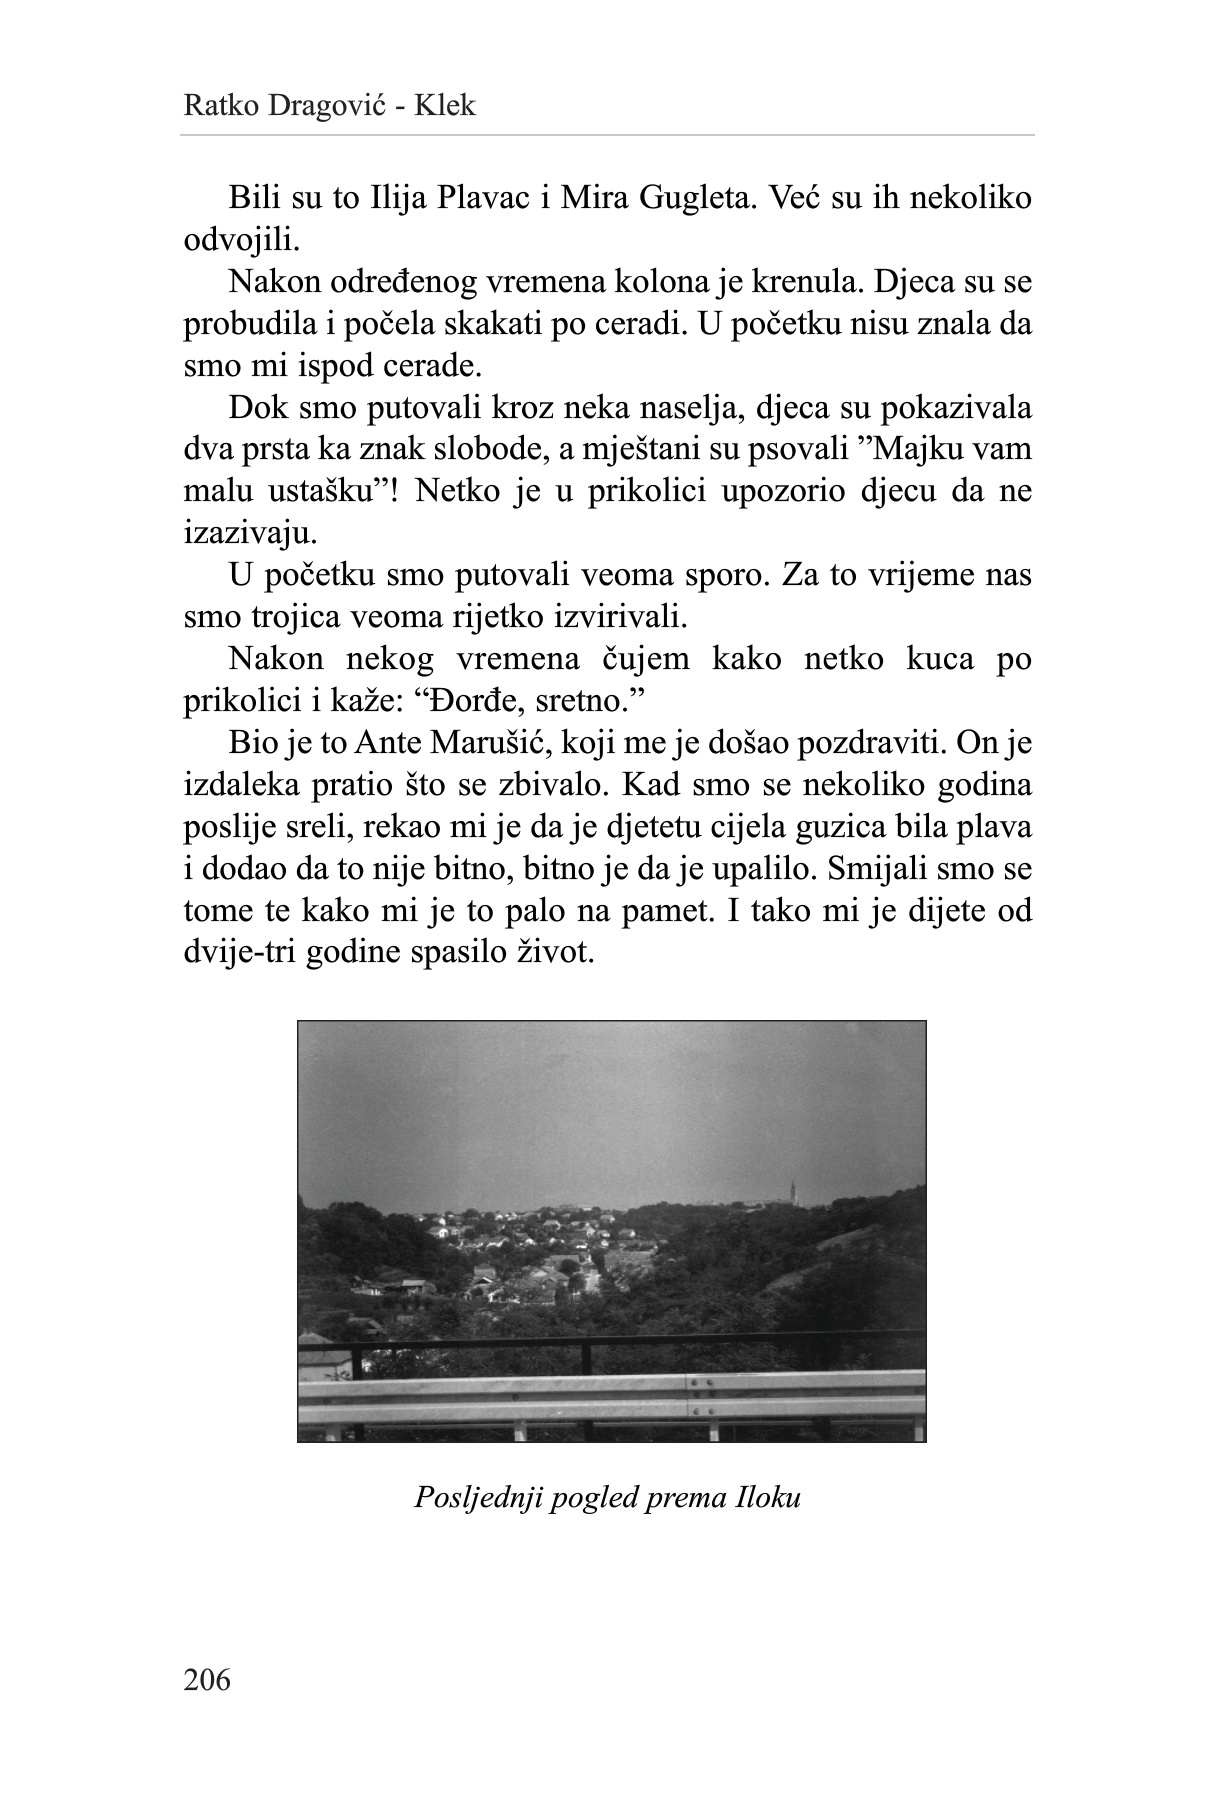 Ratko Dragović - Klek
Bili su to Ilija Plavac i Mira Gugleta. Već su ih nekoliko
odvojili.
Nakon određenog vremena kolona je krenula. Djeca su se
probudila i počela skakati po ceradi. U početku nisu znala da
smo mi ispod cerade.
Dok smo putovali kroz neka naselja, djeca su pokazivala
dva prsta ka znak slobode, a mještani su psovali ”Majku vam
malu ustašku”! Netko je u prikolici upozorio djecu da ne
izazivaju.
U početku smo putovali veoma sporo. Za to vrijeme nas
smo trojica veoma rijetko izvirivali.
Nakon nekog vremena čujem kako netko kuca po
prikolici i kaže: “Đorđe, sretno.”
Bio je to Ante Marušić, koji me je došao pozdraviti. On je
izdaleka pratio što se zbivalo. Kad smo se nekoliko godina
poslije sreli, rekao mi je da je djetetu cijela guzica bila plava
i dodao da to nije bitno, bitno je da je upalilo. Smijali smo se
tome te kako mi je to palo na pamet. I tako mi je dijete od
dvije-tri godine spasilo život.
Posljednji pogled prema Iloku
206